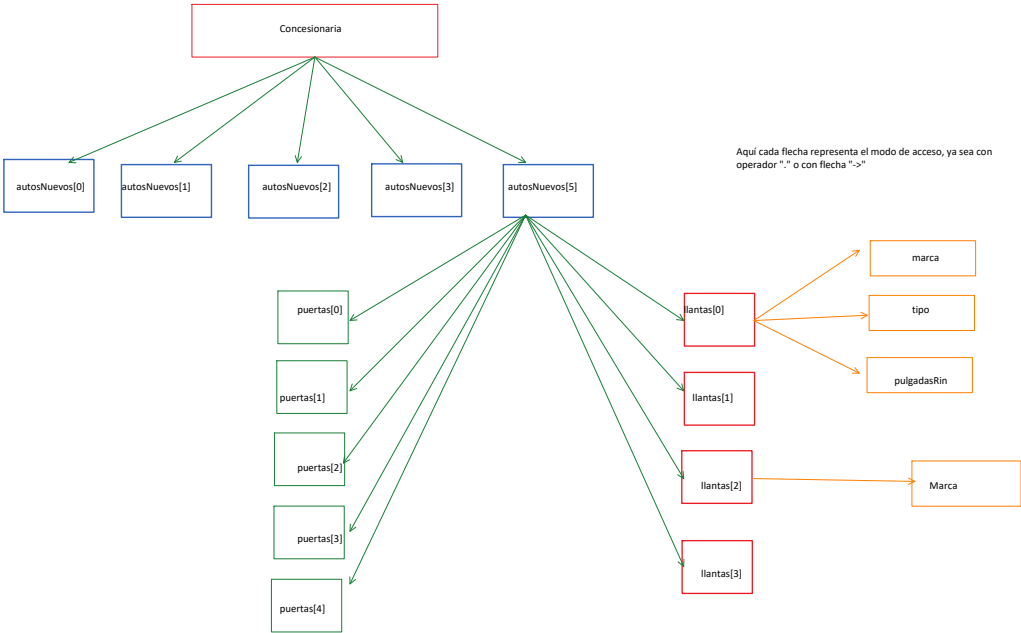 Concesionaria
Aquí cada flecha representa el modo de acceso, ya sea con
operador "." o con flecha "->"
autosNuevos[0]
autosNuevos[1]
autosNuevos[2]
autosNuevos[3]
autosNuevos[5]
puertas[0]
puertas[1]
puertas[2]
puertas[3]
puertas[4]
llantas[0]
llantas[1]
llantas[2]
llantas[3]
marca
tipo
pulgadasRin
Marca